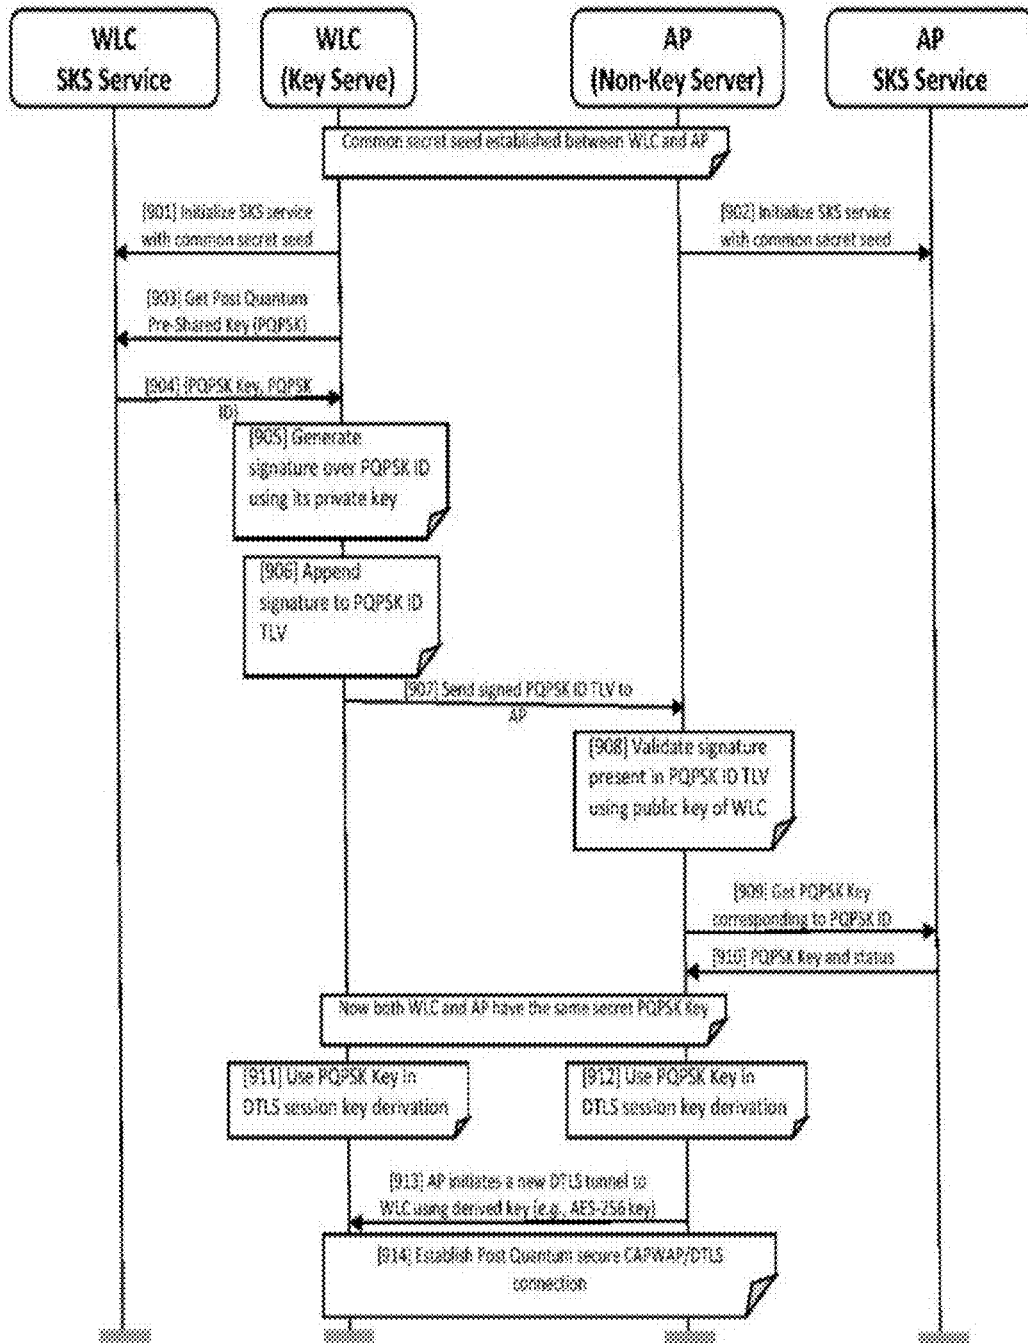 WLC
SKS Service
WLC
(Key Serve)
AP
(Non-Key Server)
AP
SKS Service
Common secret seed established between WLC and AP
[901] Initialize SKS service
with common secret seed
[902] Initialize SKS service
with common secret seed
[903] Get Post Quantum
Pre-Shared Key (PQPSK)
[904] (PQPSK Key, PQPSK
ID)
[905] Generate
signature over PQPSK ID
using its private key
[906] Append
signature to PQPSK ID
TLV
[907] Send signed PQPSK ID TLV to
AP
[908] Validate signature
present in PQPSK ID TLV
using public key of WLC
[909] Get PQPSK Key
corresponding to PQPSK ID
[910] PQPSK Key and status
Now both WLC and AP have the same secret PQPSK Key
[911] Use PQPSK Key in
DTLS session key derivation
[912] Use PQPSK Key in
DTLS session key derivation
[913] AP initiates a new DTLS tunnel to
WLC using derived key (e.g., AES-256 key)
[914] Establish Post Quantum secure CAPWAP/DTLS
connection